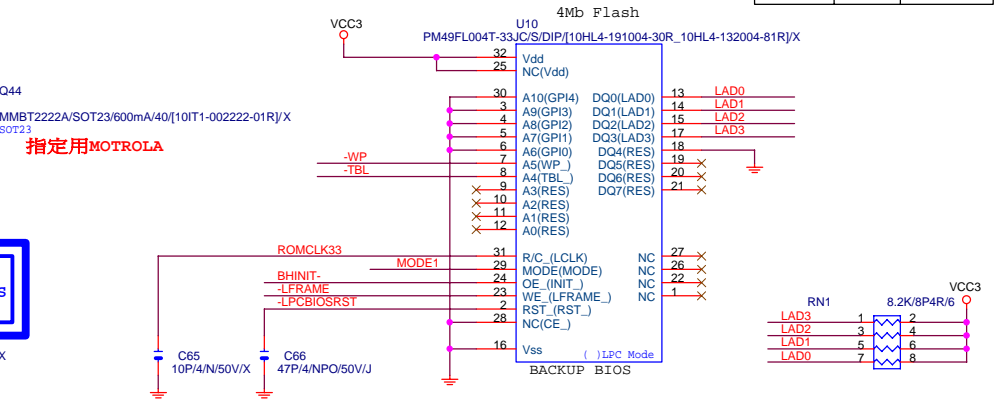 4Mb Flash
U10
PM49FL004T-33JC/S/DIP/[10HL4-191004-30R_10HL4-132004-81R]/X
VCC3
Q44
MMBT2222A/SOT23/600mA/40/[10IT1-002222-01R]/X
SOT23
指定用MOTROLA
32 Vdd
25 NC(Vdd)
30 A10(GPI4) DQ0(LAD0) 13 LAD0
3 A9(GPI3) DQ1(LAD1) 14 LAD1
4 A8(GPI2) DQ2(LAD2) 15 LAD2
5 A7(GPI1) DQ3(LAD3) 17 LAD3
6 A6(GPI0) DQ4(RES) 18
-WP 7 A5(WP_) DQ5(RES) 19
-TBL 8 A4(TBL_) DQ6(RES) 20
9 A3(RES) DQ7(RES) 21
10 A2(RES)
11 A1(RES)
12 A0(RES)
ROMCLK33 31 R/C_(LCLK) NC 27
MODE1 29 MODE(MODE) NC 26
BHINIT- 24 OE_(INIT_) NC 22
-LFRAME 23 WE_(LFRAME_) NC 1
-LPCBIOSRST 2 RST_(RST_)
28 NC(CE_)
16 Vss
( )LPC Mode
BACKUP BIOS
C65
10P/4/N/50V/X
C66
47P/4/NPO/50V/J
VCC3
RN1 8.2K/8P4R/6
LAD3 1 2
LAD2 3 4
LAD1 5 6
LAD0 7 8
S
X